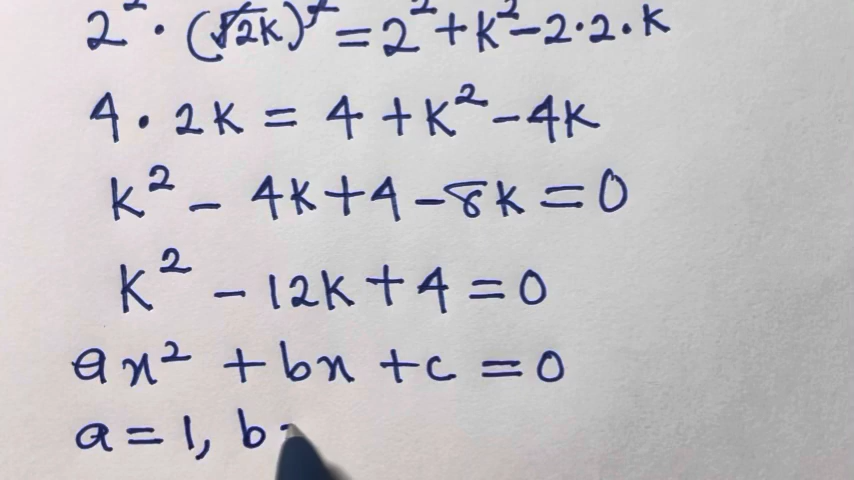 2² · (√2k)² = 2² + k² - 2·2·k
4 · 2k = 4 + k² - 4k
k² - 4k + 4 - 8k = 0
k² - 12k + 4 = 0
ax² + bx + c = 0
a = 1, b